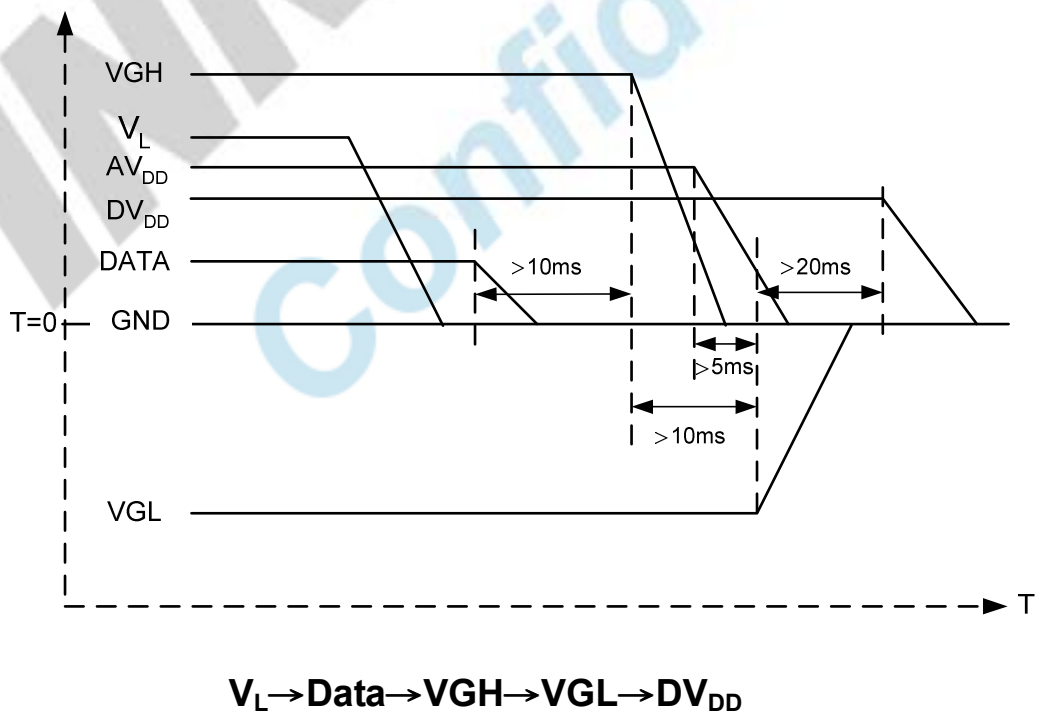 VGH
V_L
AV_DD
DV_DD
DATA
>10ms
>20ms
T=0
GND
>5ms
>10ms
VGL
T
V_L→Data→VGH→VGL→DV_DD